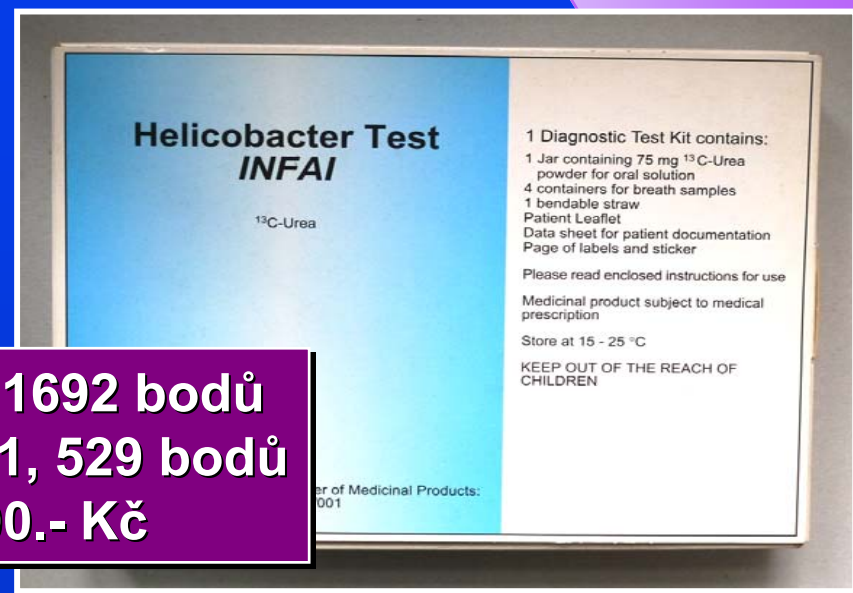 Helicobacter Test
INFAI
¹³C-Urea
1 Diagnostic Test Kit contains:
1 Jar containing 75 mg ¹³C-Urea
powder for oral solution
4 containers for breath samples
1 bendable straw
Patient Leaflet
Data sheet for patient documentation
Page of labels and sticker
Please read enclosed instructions for use
Medicinal product subject to medical
prescription
Store at 15 - 25 °C
KEEP OUT OF THE REACH OF
CHILDREN
of Medicinal Products:
1692 bodů
1, 529 bodů
.- Kč